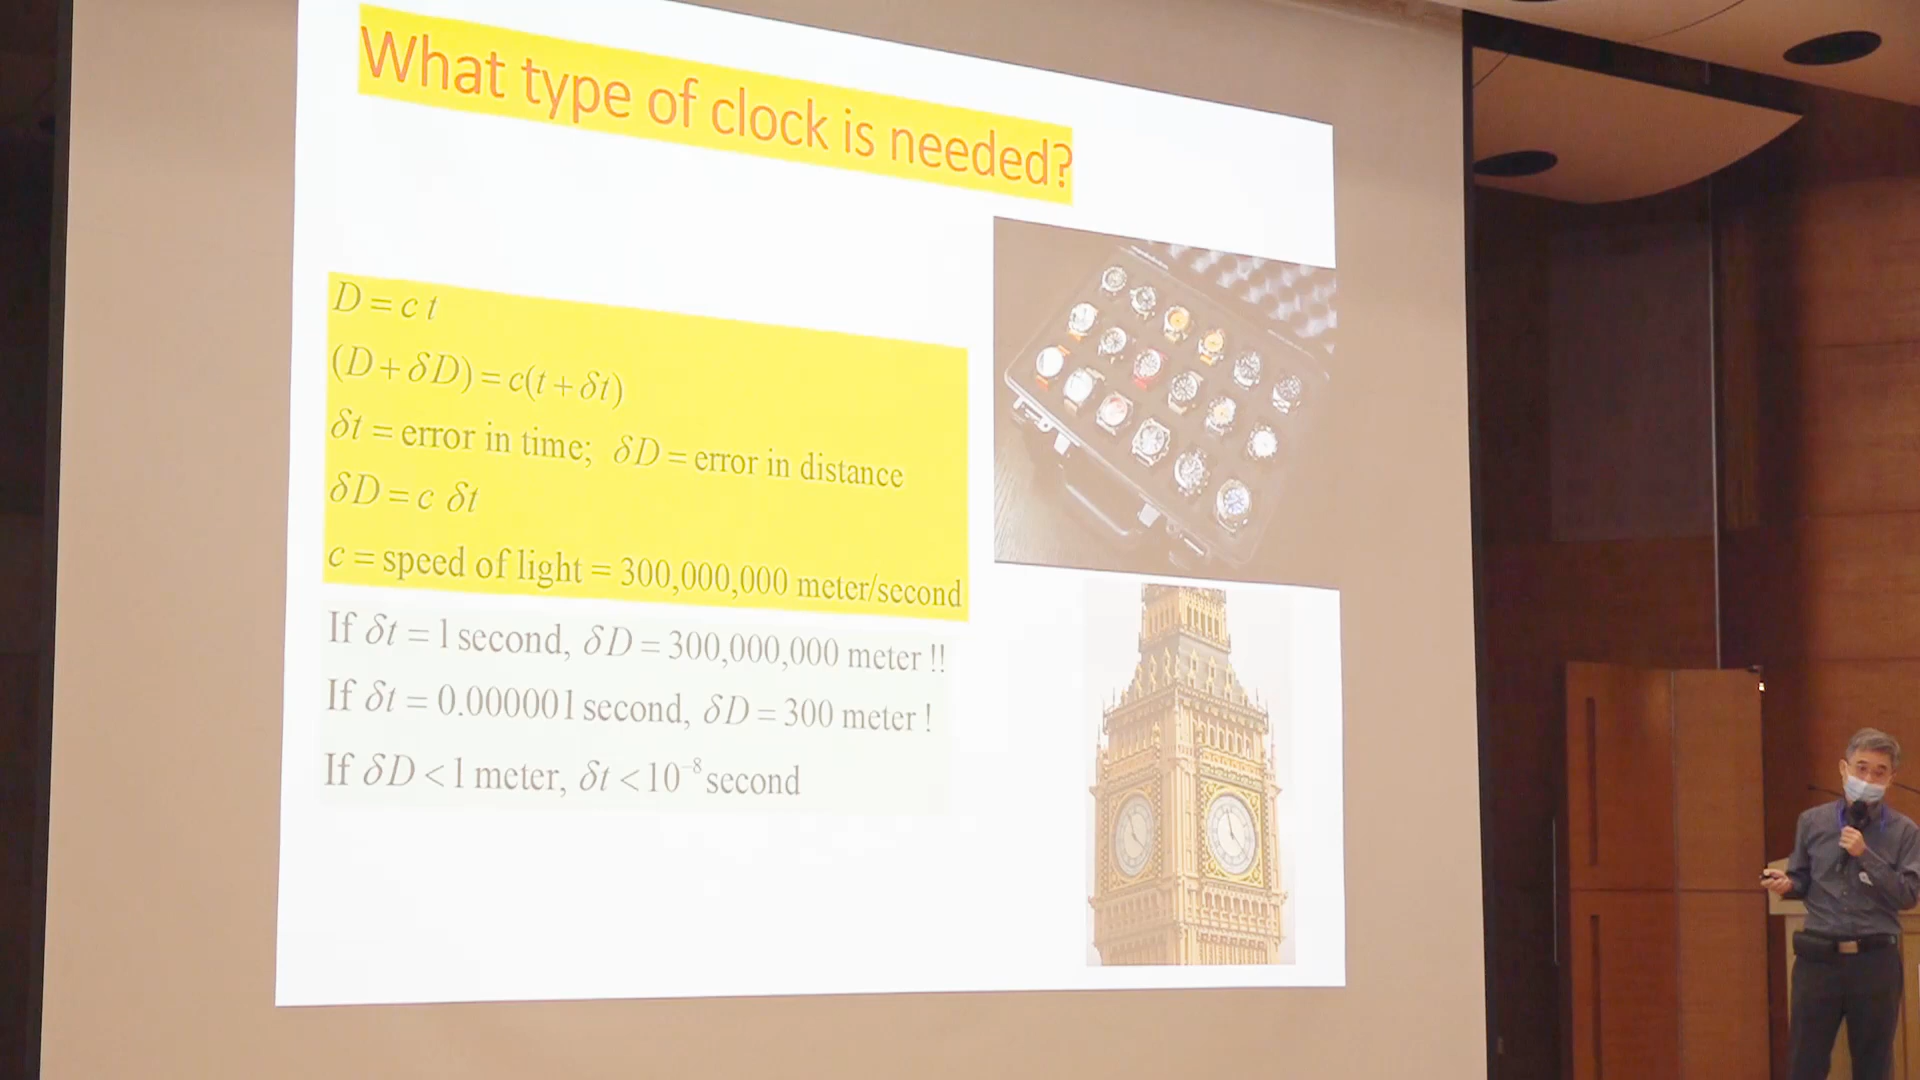 What type of clock is needed?
D = c t
(D + δD) = c(t + δt)
δt = error in time; δD = error in distance
δD = c δt
c = speed of light = 300,000,000 meter/second
If δt = 1 second, δD = 300,000,000 meter !!
If δt = 0.000001 second, δD = 300 meter !
If δD < 1 meter, δt < 10⁻⁸ second